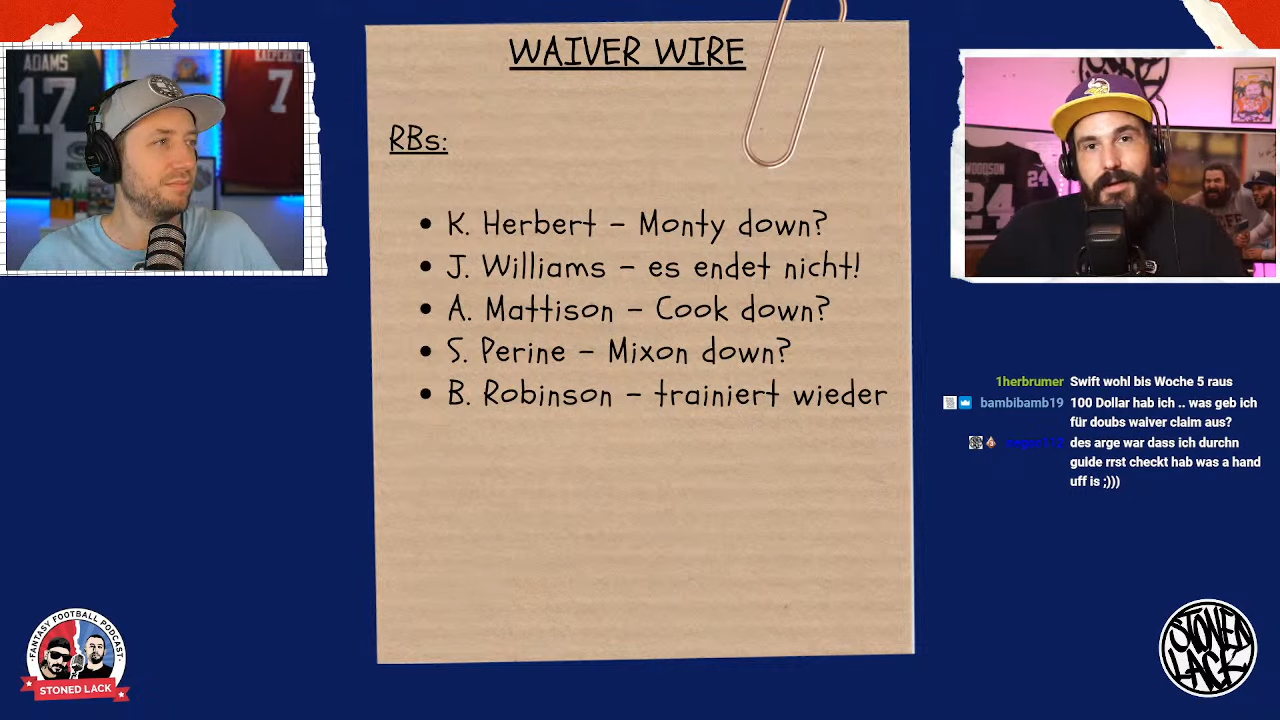 WAIVER WIRE
RBs:
• K. Herbert – Monty down?
• J. Williams – es endet nicht!
• A. Mattison – Cook down?
• S. Perine – Mixon down?
• B. Robinson – trainiert wieder
ADAMS
17
7
WOODSON
24
24
1herbrumer Swift wohl bis Woche 5 raus
bambibamb19 100 Dollar hab ich .. was geb ich
für doubs waiver claim aus?
des arge war dass ich durchn
guide rrst checkt hab was a hand
uff is ;)))
FANTASY FOOTBALL PODCAST
STONED LACK
STONED
LACK